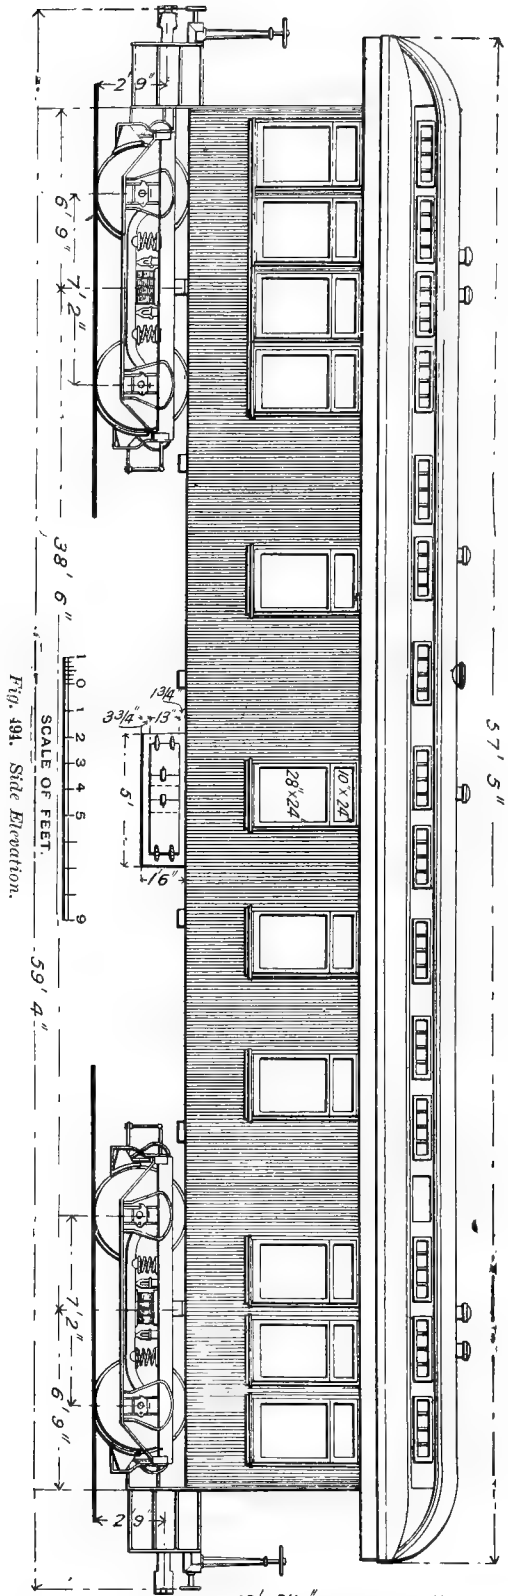 57' 5"
10"x24"
28"x24"
2' 9"
6' 9"
7' 2"
38' 6"
1 3/4"
3 3/4"
13"
5'
1'6"
7' 2"
6' 9"
2' 9"
1 0 1 2 3 4 5 9
SCALE OF FEET.
59' 4"
Fig. 494. Side Elevation.